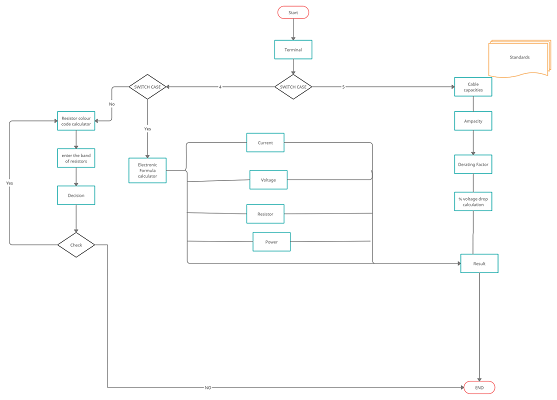 Start
Terminal
Standards
SWITCH CASE
4
SWITCH CASE
5
Cable
capacities
No
Resistor colour
code calculator
Ampasity
Yes
Current
enter the band
of resistors
Electronic
Formula
calculator
Derating Factor
Yes
Voltage
Decision
% voltage drop
calculation
Resistor
Check
Power
Result
NO
END